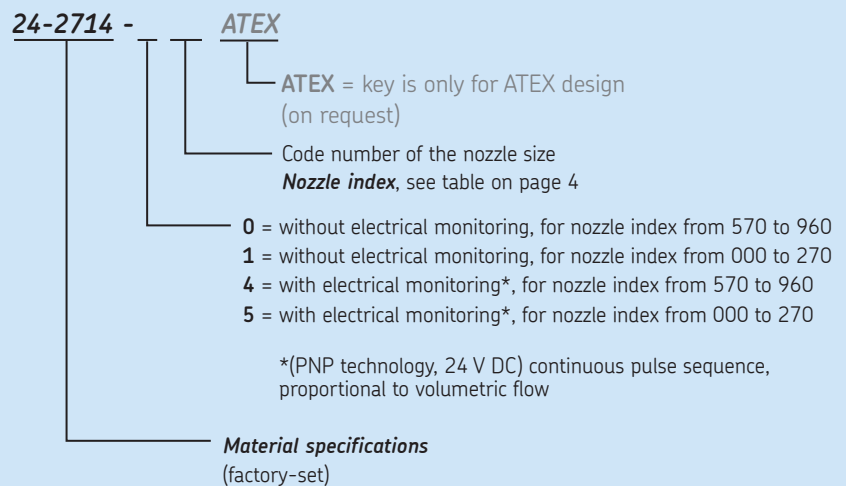 24-2714 - _ _ ATEX
ATEX = key is only for ATEX design
(on request)
Code number of the nozzle size
Nozzle index, see table on page 4
0 = without electrical monitoring, for nozzle index from 570 to 960
1 = without electrical monitoring, for nozzle index from 000 to 270
4 = with electrical monitoring*, for nozzle index from 570 to 960
5 = with electrical monitoring*, for nozzle index from 000 to 270
*(PNP technology, 24 V DC) continuous pulse sequence,
proportional to volumetric flow
Material specifications
(factory-set)